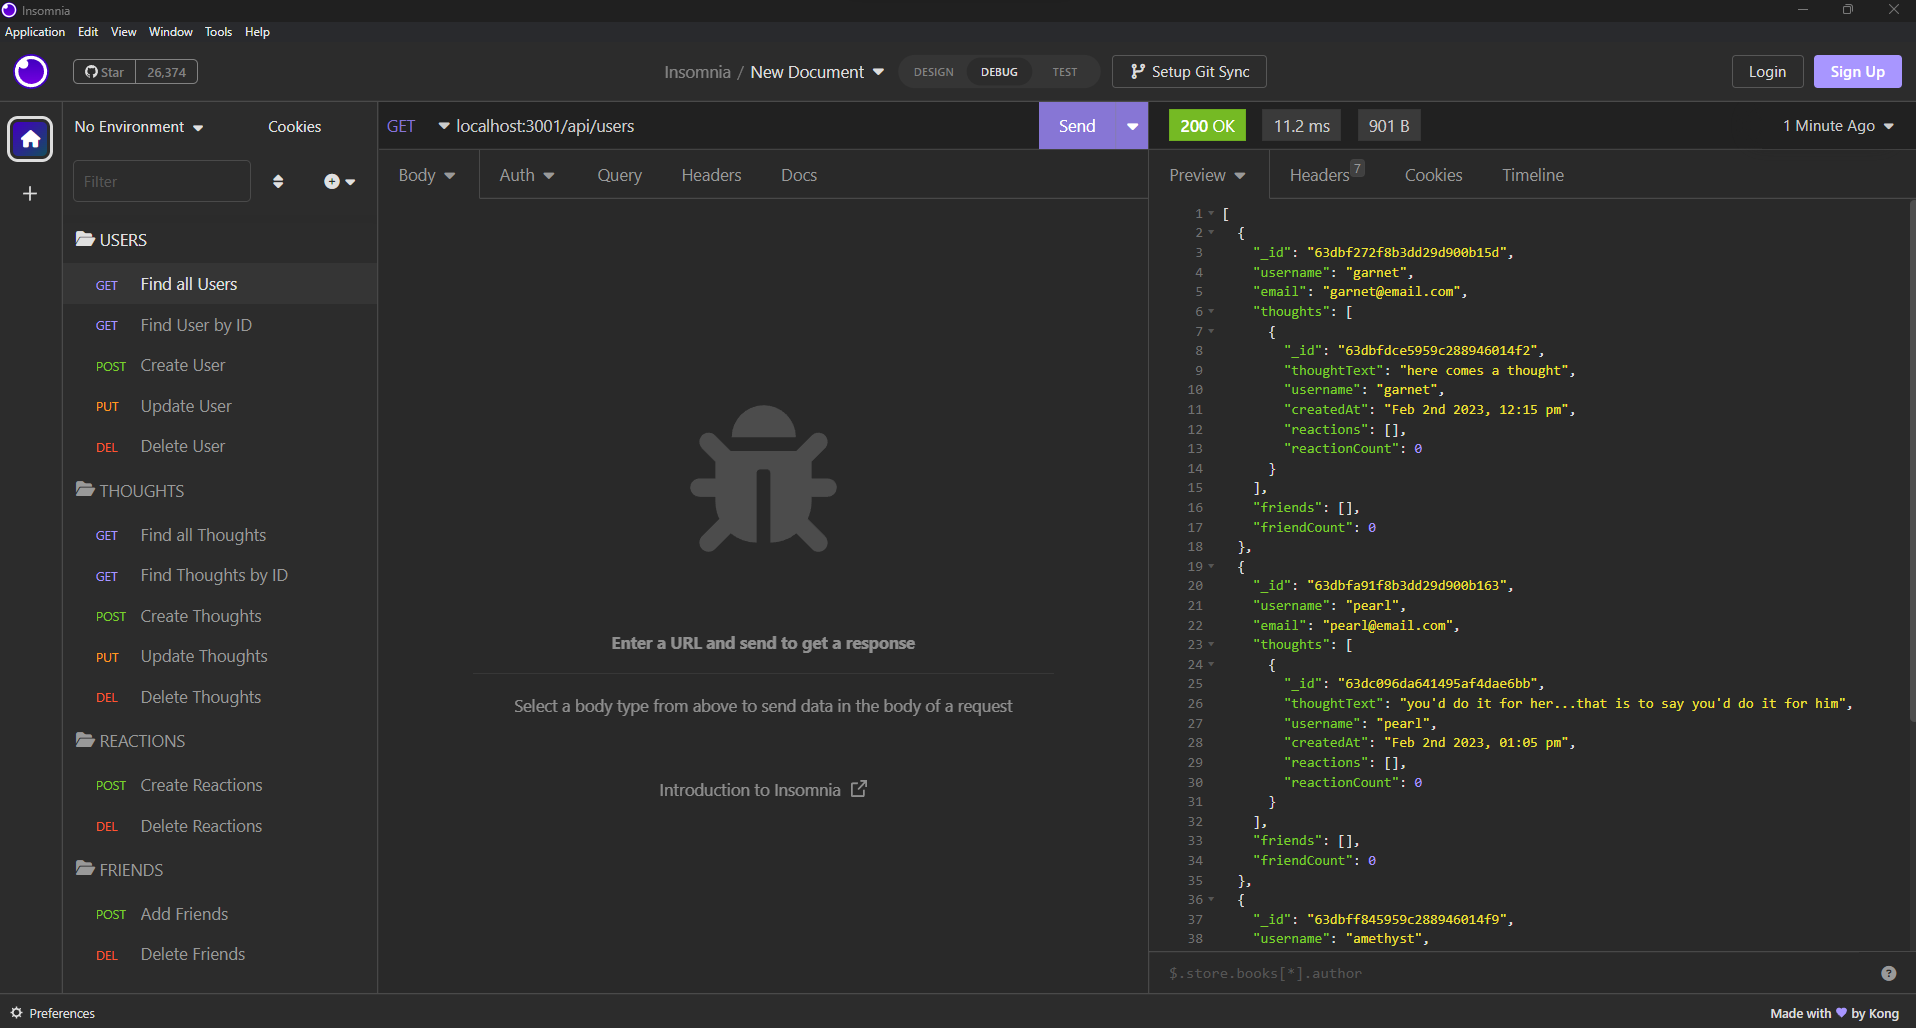 Insomnia
Application Edit View Window Tools Help
Star 26,374
Insomnia / New Document
DESIGN DEBUG TEST
Setup Git Sync
Login
Sign Up
No Environment
Cookies
Filter
USERS
GET Find all Users
GET Find User by ID
POST Create User
PUT Update User
DEL Delete User
THOUGHTS
GET Find all Thoughts
GET Find Thoughts by ID
POST Create Thoughts
PUT Update Thoughts
DEL Delete Thoughts
REACTIONS
POST Create Reactions
DEL Delete Reactions
FRIENDS
POST Add Friends
DEL Delete Friends
GET localhost:3001/api/users
Send
Body Auth Query Headers Docs
Enter a URL and send to get a response
Select a body type from above to send data in the body of a request
Introduction to Insomnia
200 OK 11.2 ms 901 B
1 Minute Ago
Preview Headers 7 Cookies Timeline
1 [
2 {
3 "_id": "63dbf272f8b3dd29d900b15d",
4 "username": "garnet",
5 "email": "garnet@email.com",
6 "thoughts": [
7 {
8 "_id": "63dbfdce5959c288946014f2",
9 "thoughtText": "here comes a thought",
10 "username": "garnet",
11 "createdAt": "Feb 2nd 2023, 12:15 pm",
12 "reactions": [],
13 "reactionCount": 0
14 }
15 ],
16 "friends": [],
17 "friendCount": 0
18 },
19 {
20 "_id": "63dbfa91f8b3dd29d900b163",
21 "username": "pearl",
22 "email": "pearl@email.com",
23 "thoughts": [
24 {
25 "_id": "63dc096da641495af4dae6bb",
26 "thoughtText": "you'd do it for her...that is to say you'd do it for him",
27 "username": "pearl",
28 "createdAt": "Feb 2nd 2023, 01:05 pm",
29 "reactions": [],
30 "reactionCount": 0
31 }
32 ],
33 "friends": [],
34 "friendCount": 0
35 },
36 {
37 "_id": "63dbff845959c288946014f9",
38 "username": "amethyst",
$.store.books[*].author
Preferences
Made with 💜 by Kong